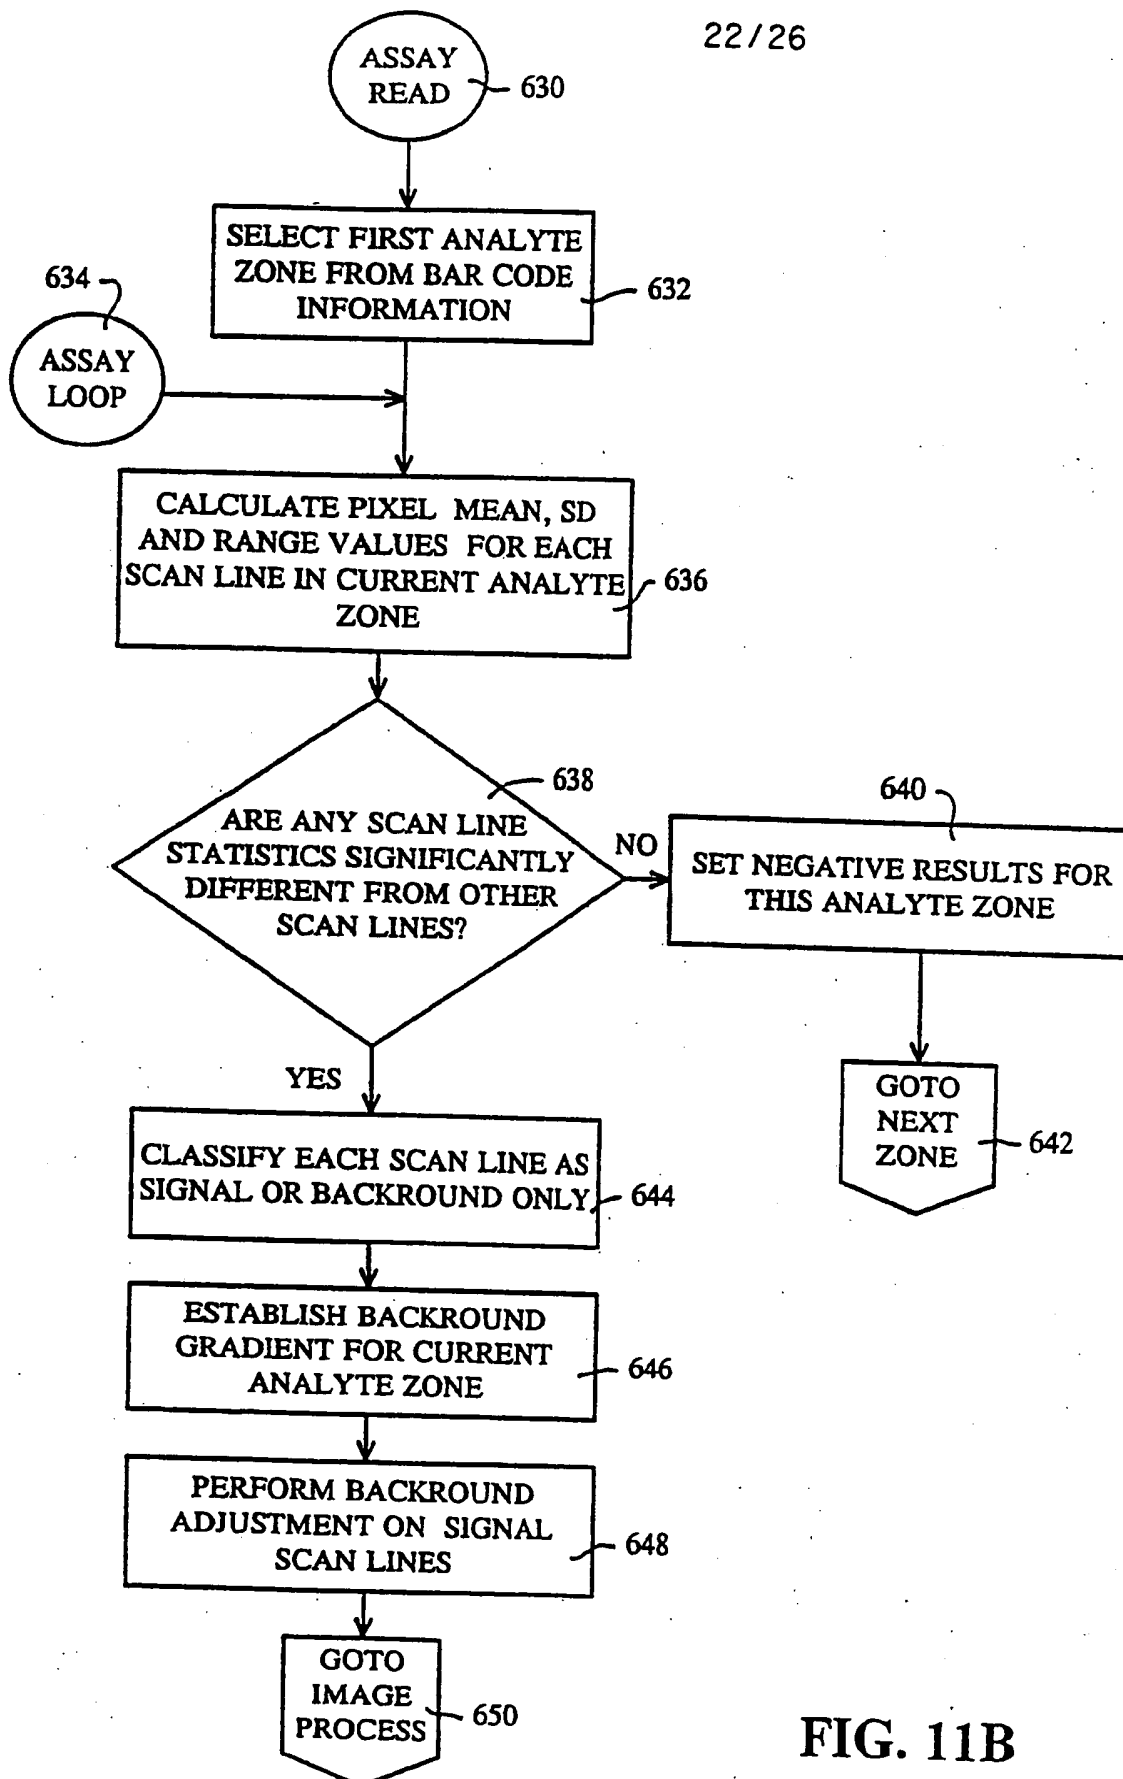 22/26
ASSAY
READ
630
SELECT FIRST ANALYTE
ZONE FROM BAR CODE
INFORMATION
632
634
ASSAY
LOOP
CALCULATE PIXEL MEAN, SD
AND RANGE VALUES FOR EACH
SCAN LINE IN CURRENT ANALYTE
ZONE
636
638
ARE ANY SCAN LINE
STATISTICS SIGNIFICANTLY
DIFFERENT FROM OTHER
SCAN LINES?
NO
640
SET NEGATIVE RESULTS FOR
THIS ANALYTE ZONE
GOTO
NEXT
ZONE
642
YES
CLASSIFY EACH SCAN LINE AS
SIGNAL OR BACKROUND ONLY
644
ESTABLISH BACKROUND
GRADIENT FOR CURRENT
ANALYTE ZONE
646
PERFORM BACKROUND
ADJUSTMENT ON SIGNAL
SCAN LINES
648
GOTO
IMAGE
PROCESS
650
FIG. 11B